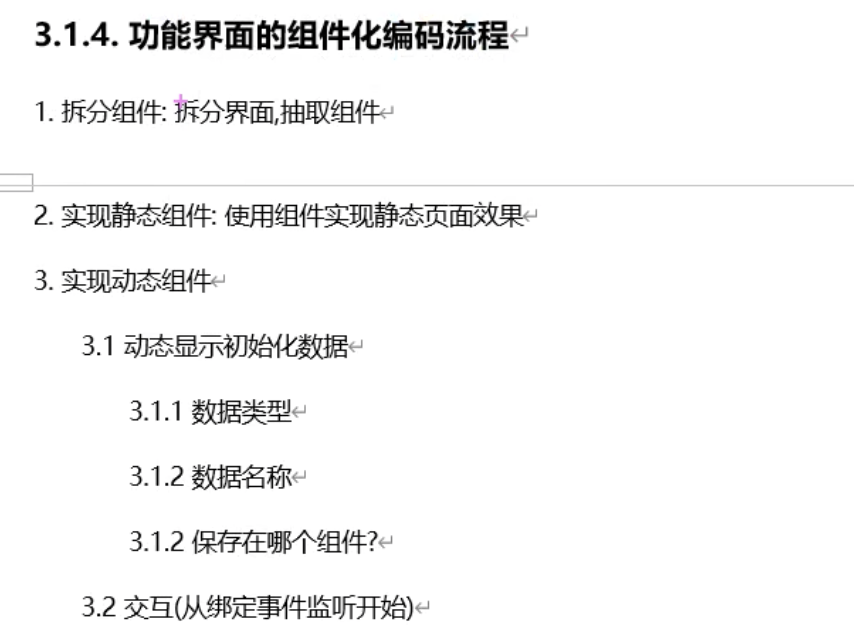 3.1.4. 功能界面的组件化编码流程
1. 拆分组件: 拆分界面,抽取组件
2. 实现静态组件: 使用组件实现静态页面效果
3. 实现动态组件
3.1 动态显示初始化数据
3.1.1 数据类型
3.1.2 数据名称
3.1.2 保存在哪个组件?
3.2 交互(从绑定事件监听开始)